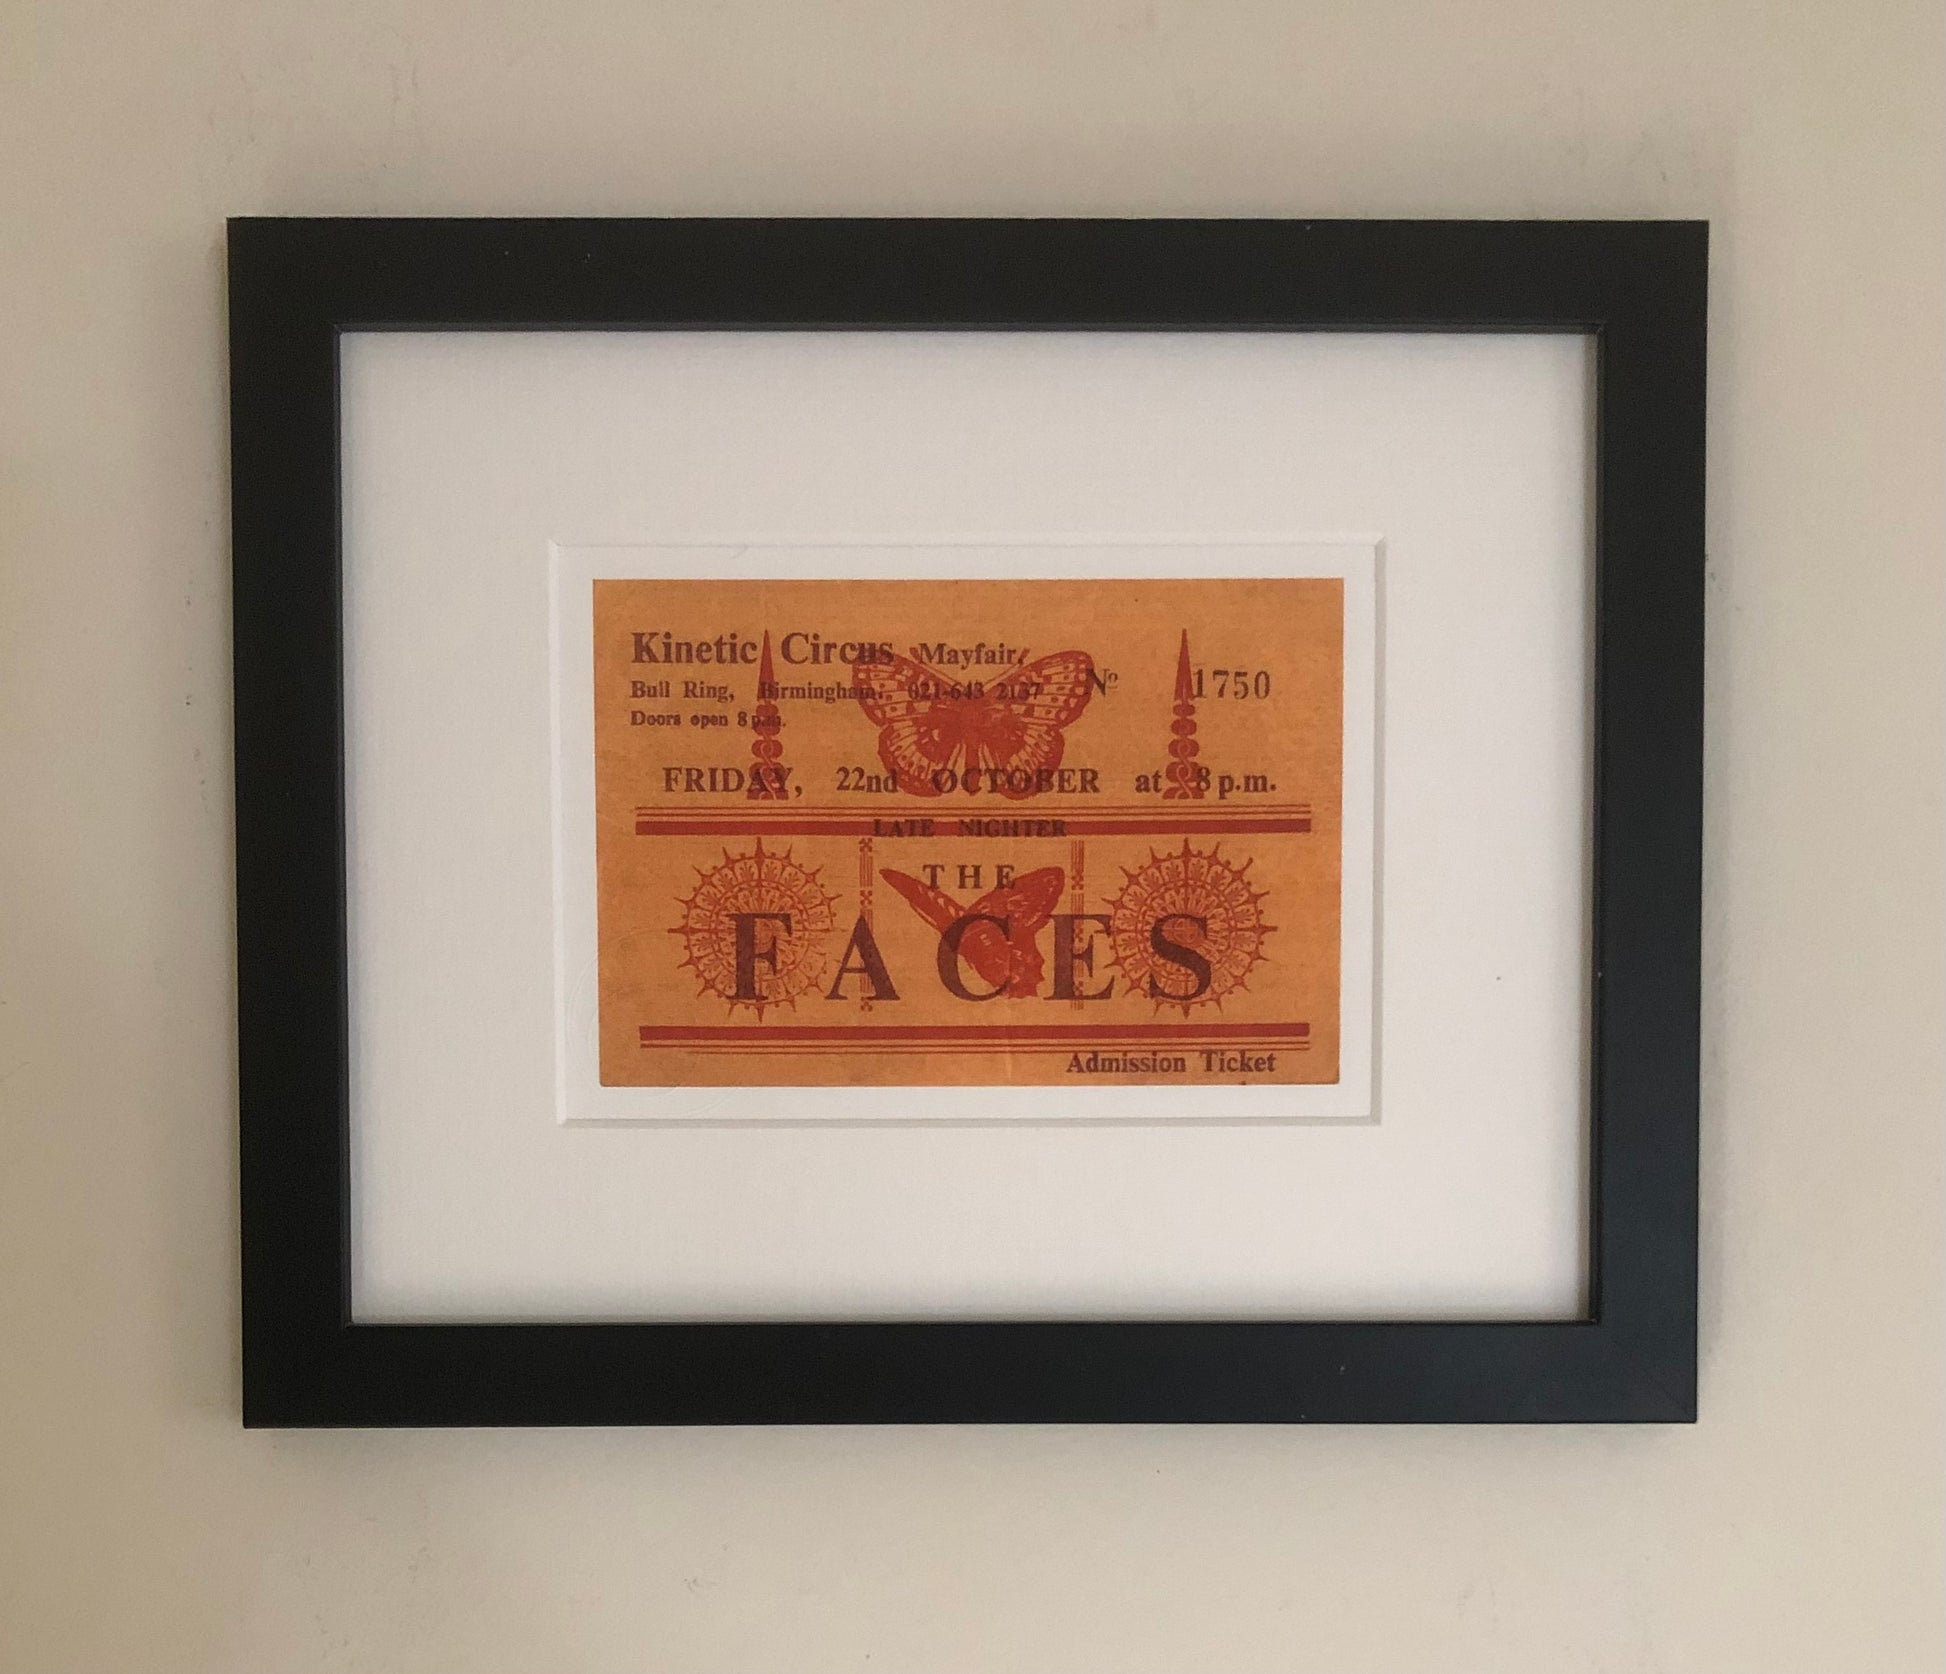 Kinetic Circus Mayfair,
Bull Ring, Birmingham. 021-643 2137 Nº 1750
Doors open 8 p.m.
FRIDAY, 22nd OCTOBER at 8 p.m.
LATE NIGHTER
THE
FACES
Admission Ticket